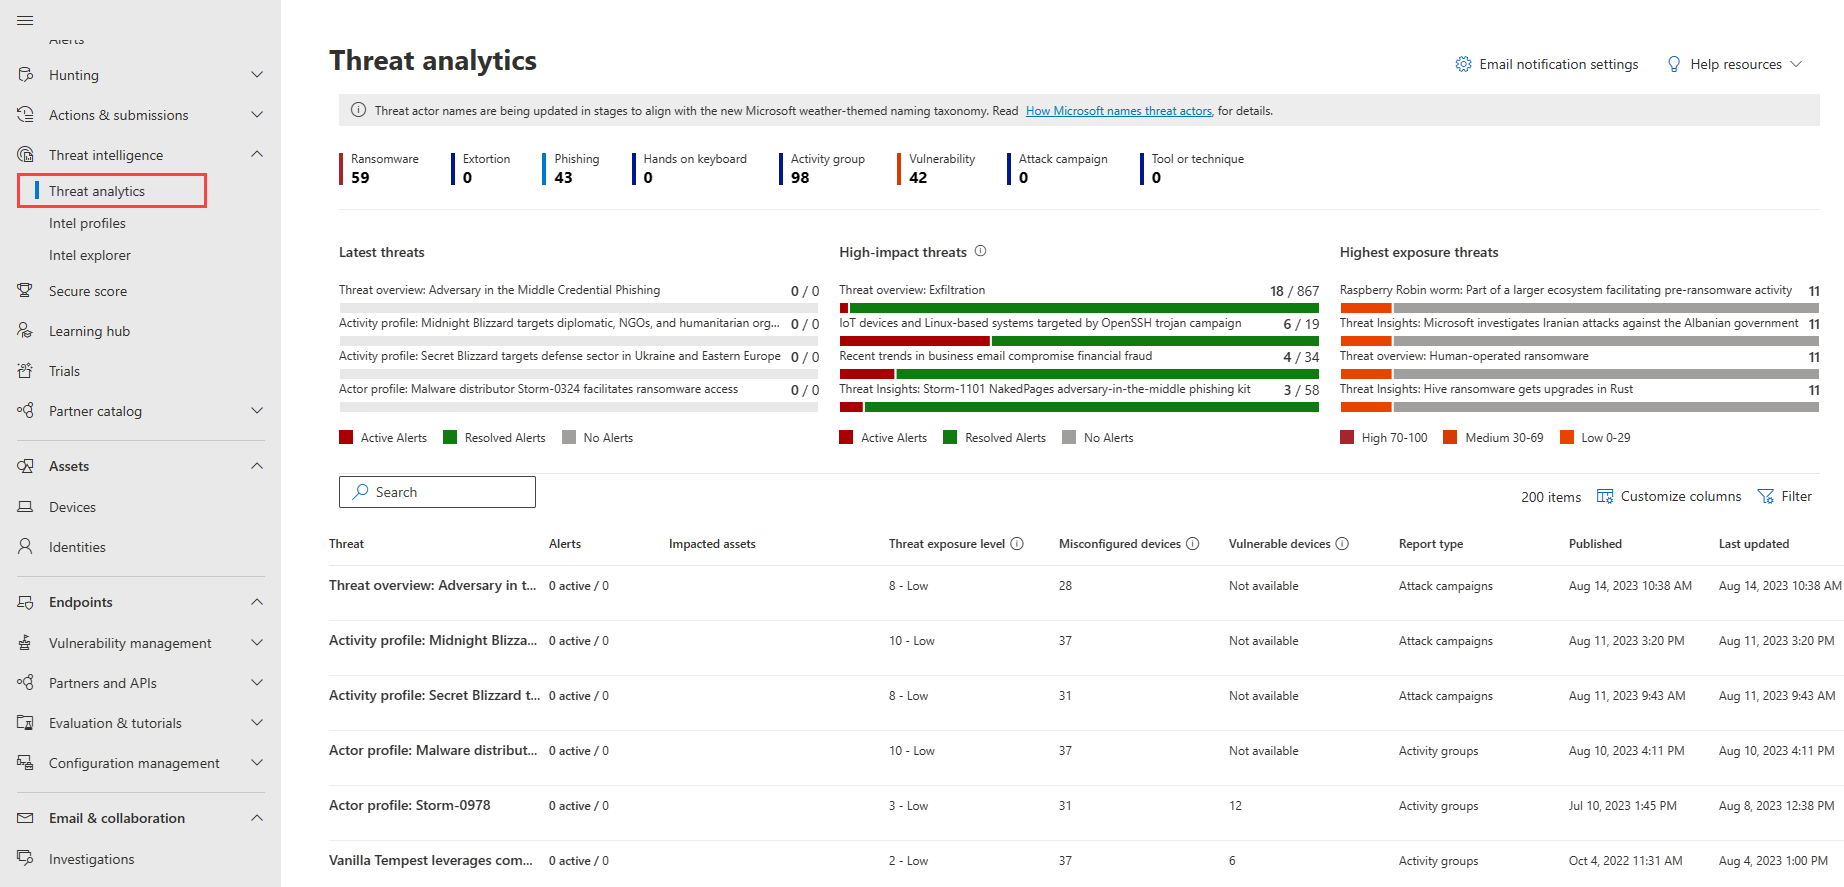 Alerts
Hunting
Actions & submissions
Threat intelligence
Threat analytics
Intel profiles
Intel explorer
Secure score
Learning hub
Trials
Partner catalog
Assets
Devices
Identities
Endpoints
Vulnerability management
Partners and APIs
Evaluation & tutorials
Configuration management
Email & collaboration
Investigations
Threat analytics
Email notification settings
Help resources
Threat actor names are being updated in stages to align with the new Microsoft weather-themed naming taxonomy. Read How Microsoft names threat actors, for details.
Ransomware
59
Extortion
0
Phishing
43
Hands on keyboard
0
Activity group
98
Vulnerability
42
Attack campaign
0
Tool or technique
0
Latest threats
Threat overview: Adversary in the Middle Credential Phishing 0 / 0
Activity profile: Midnight Blizzard targets diplomatic, NGOs, and humanitarian org... 0 / 0
Activity profile: Secret Blizzard targets defense sector in Ukraine and Eastern Europe 0 / 0
Actor profile: Malware distributor Storm-0324 facilitates ransomware access 0 / 0
Active Alerts Resolved Alerts No Alerts
High-impact threats
Threat overview: Exfiltration 18 / 867
IoT devices and Linux-based systems targeted by OpenSSH trojan campaign 6 / 19
Recent trends in business email compromise financial fraud 4 / 34
Threat Insights: Storm-1101 NakedPages adversary-in-the-middle phishing kit 3 / 58
Active Alerts Resolved Alerts No Alerts
Highest exposure threats
Raspberry Robin worm: Part of a larger ecosystem facilitating pre-ransomware activity 11
Threat Insights: Microsoft investigates Iranian attacks against the Albanian government 11
Threat overview: Human-operated ransomware 11
Threat Insights: Hive ransomware gets upgrades in Rust 11
High 70-100 Medium 30-69 Low 0-29
Search
200 items Customize columns Filter
Threat Alerts Impacted assets Threat exposure level Misconfigured devices Vulnerable devices Report type Published Last updated
Threat overview: Adversary in t... 0 active / 0 8 - Low 28 Not available Attack campaigns Aug 14, 2023 10:38 AM Aug 14, 2023 10:38 AM
Activity profile: Midnight Blizza... 0 active / 0 10 - Low 37 Not available Attack campaigns Aug 11, 2023 3:20 PM Aug 11, 2023 3:20 PM
Activity profile: Secret Blizzard t... 0 active / 0 8 - Low 31 Not available Attack campaigns Aug 11, 2023 9:43 AM Aug 11, 2023 9:43 AM
Actor profile: Malware distribut... 0 active / 0 10 - Low 37 Not available Activity groups Aug 10, 2023 4:11 PM Aug 10, 2023 4:11 PM
Actor profile: Storm-0978 0 active / 0 3 - Low 31 12 Activity groups Jul 10, 2023 1:45 PM Aug 8, 2023 12:38 PM
Vanilla Tempest leverages com... 0 active / 0 2 - Low 37 6 Activity groups Oct 4, 2022 11:31 AM Aug 4, 2023 1:00 PM